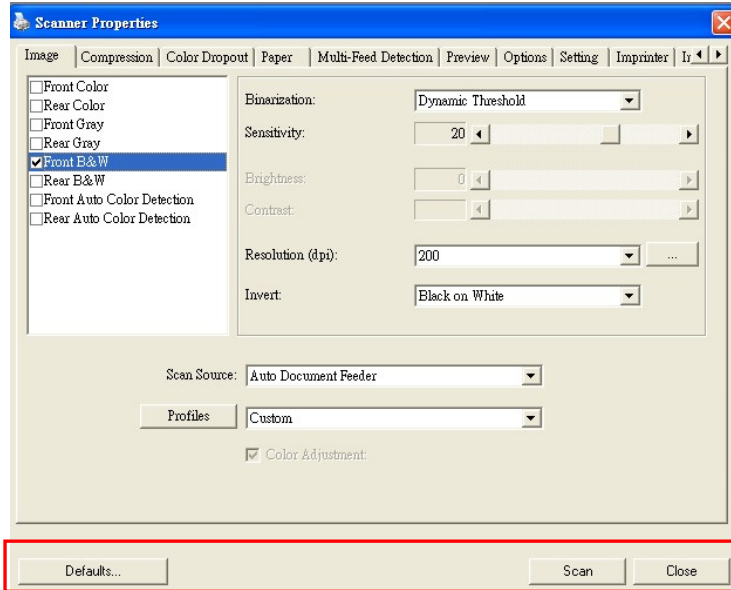 Scanner Properties
Image Compression Color Dropout Paper Multi-Feed Detection Preview Options Setting Imprinter
Front Color
Rear Color
Front Gray
Rear Gray
Front B&W
Rear B&W
Front Auto Color Detection
Rear Auto Color Detection
Binarization: Dynamic Threshold
Sensitivity: 20
Brightness: 0
Contrast:
Resolution (dpi): 200 ...
Invert: Black on White
Scan Source: Auto Document Feeder
Profiles Custom
Color Adjustment:
Defaults... Scan Close